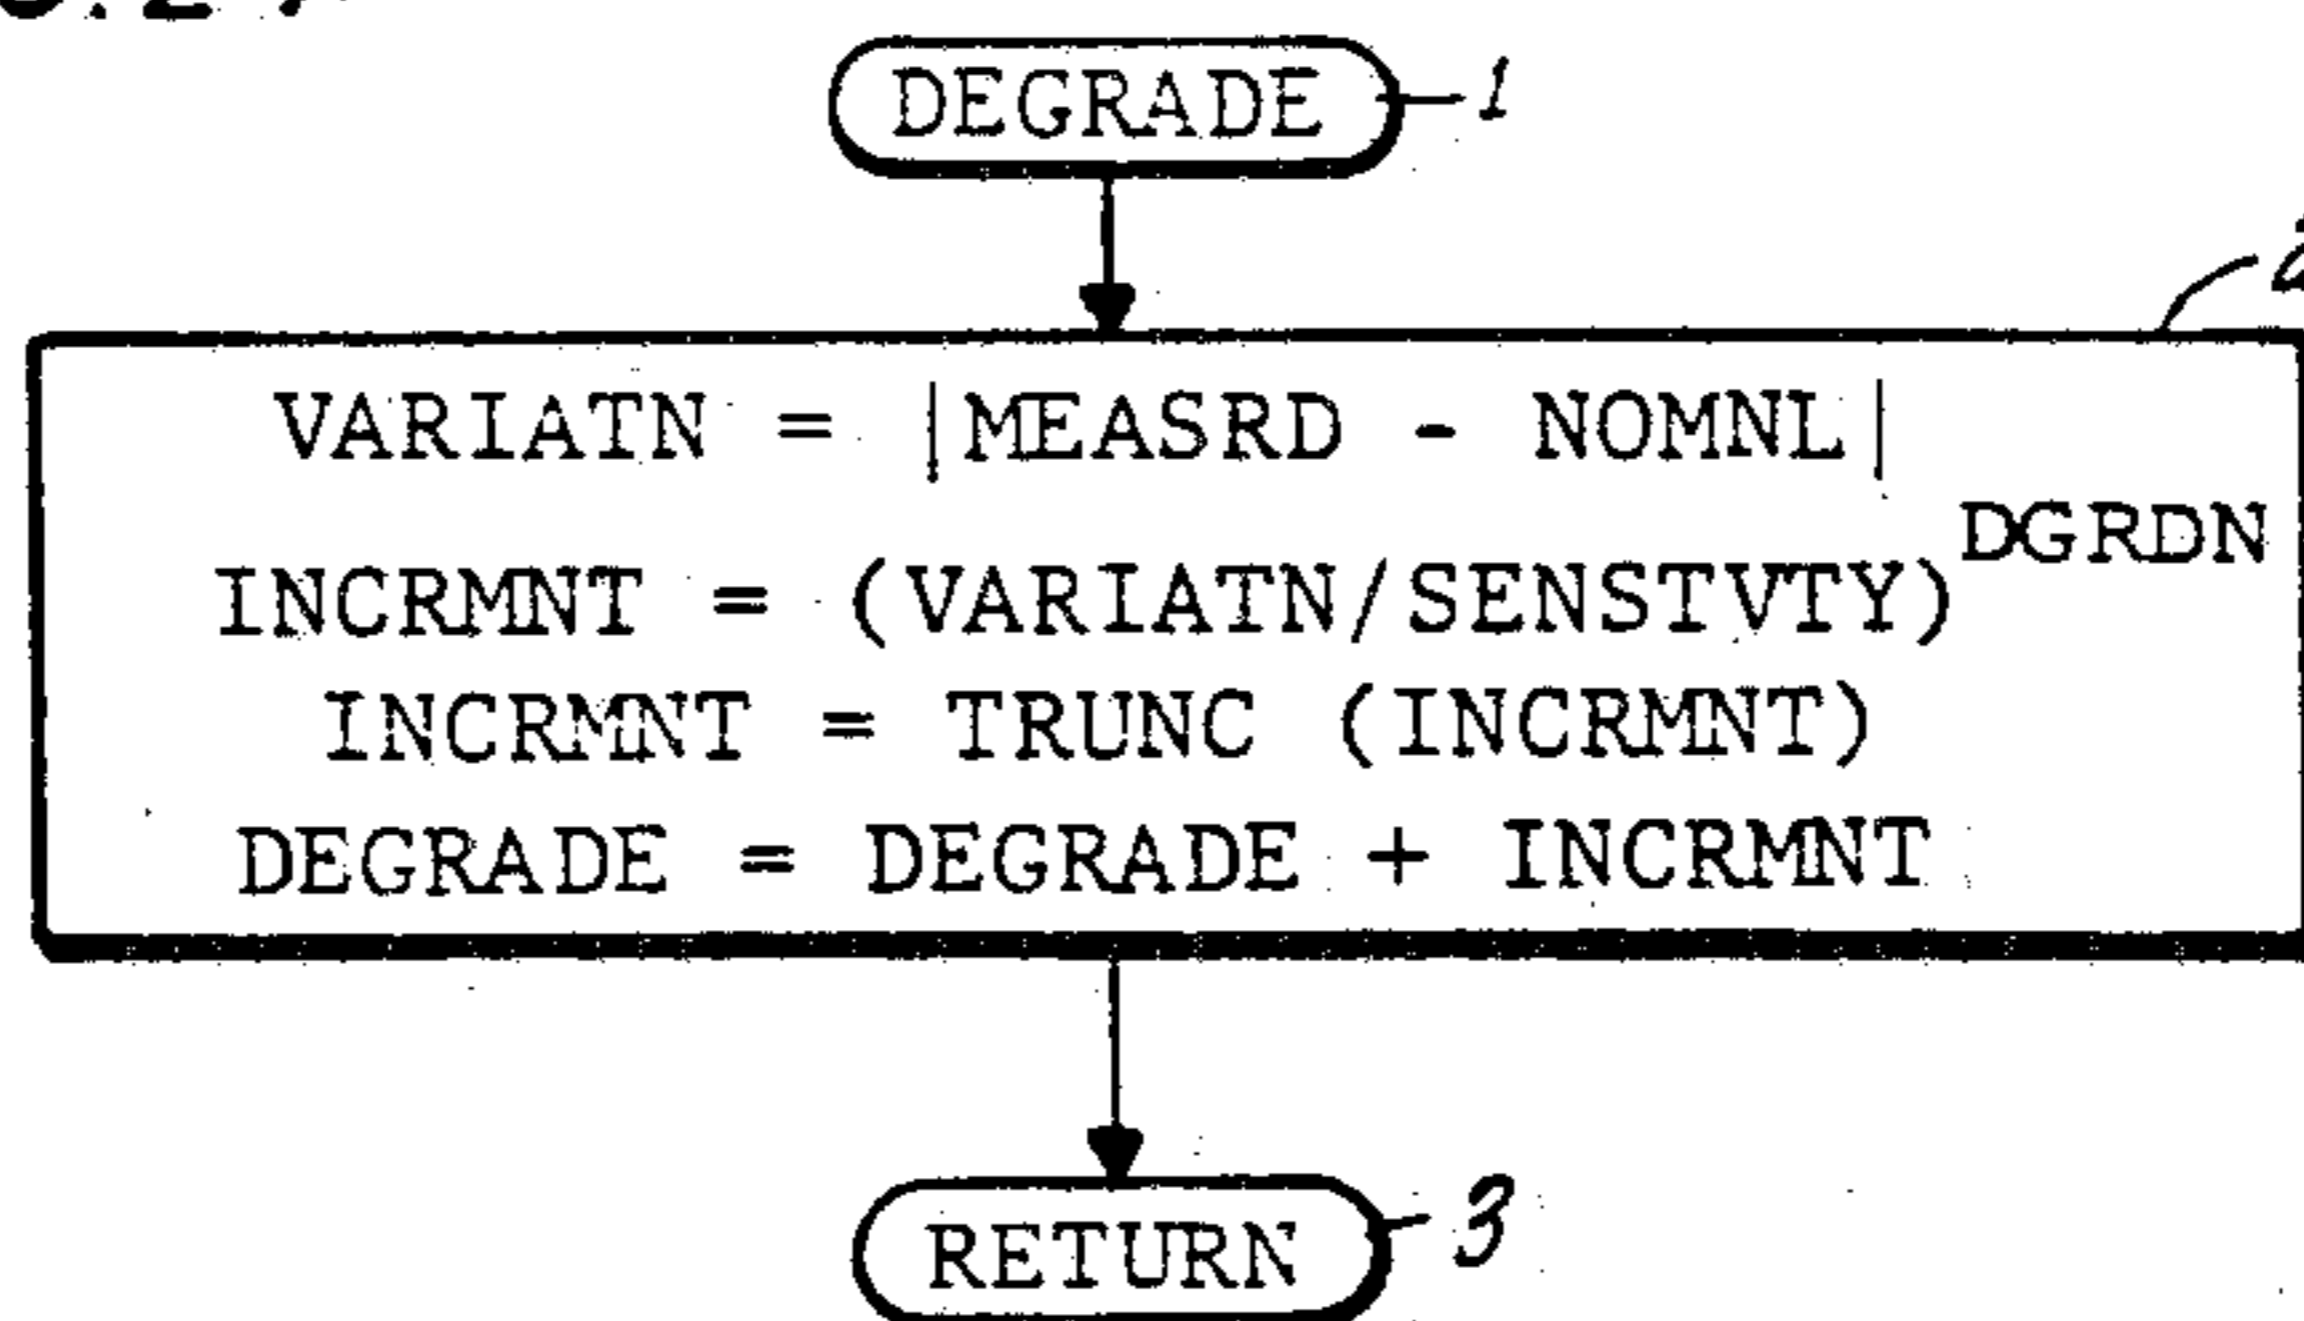 DEGRADE 1
VARIATN = |MEASRD - NOMNL|
INCRMNT = (VARIATN/SENSTVTY)^DGRDN
INCRMNT = TRUNC (INCRMNT)
DEGRADE = DEGRADE + INCRMNT
RETURN 3